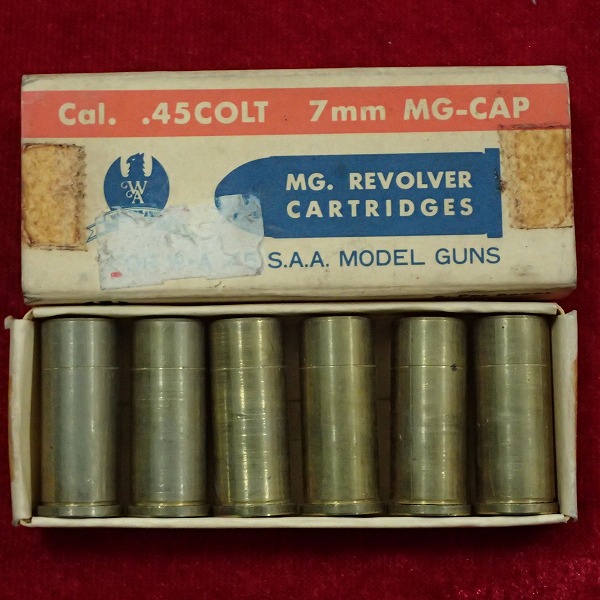 Cal. .45COLT 7mm MG-CAP
WA
MG. REVOLVER
CARTRIDGES
S.A.A. MODEL GUNS